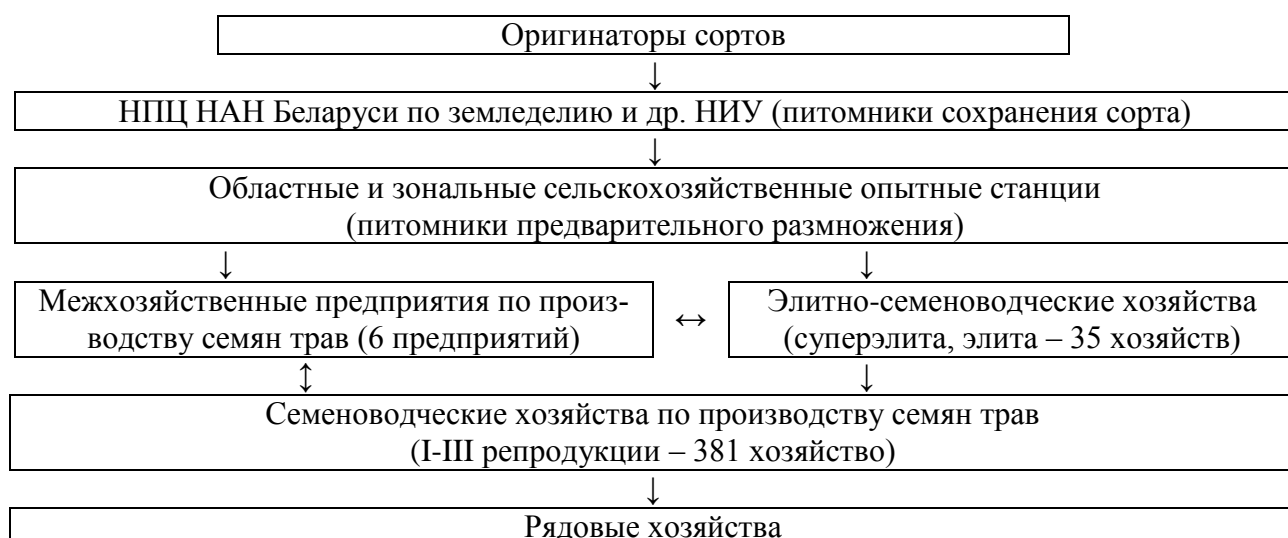 Оригинаторы сортов
↓
НПЦ НАН Беларуси по земледелию и др. НИУ (питомники сохранения сорта)
↓
Областные и зональные сельскохозяйственные опытные станции
(питомники предварительного размножения)
↓ ↓
Межхозяйственные предприятия по произ-
водству семян трав (6 предприятий)
↔
Элитно-семеноводческие хозяйства
(суперэлита, элита – 35 хозяйств)
↕ ↓
Семеноводческие хозяйства по производству семян трав
(I-III репродукции – 381 хозяйство)
↓
Рядовые хозяйства